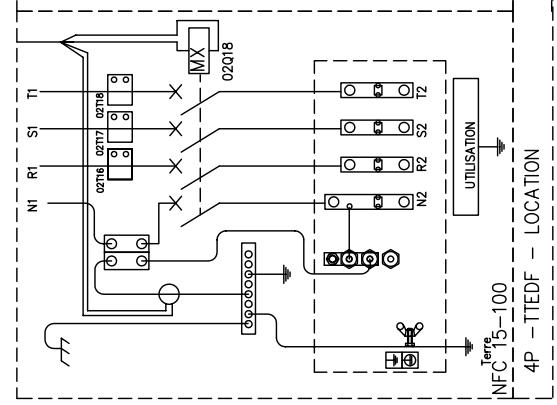 MX
02Q18
T1
02T18
T2
S1
02T17
S2
R1
02T16
R2
N1
N2
UTILISATION
Terre
NFC 15-100
4P - TTEDF - LOCATION